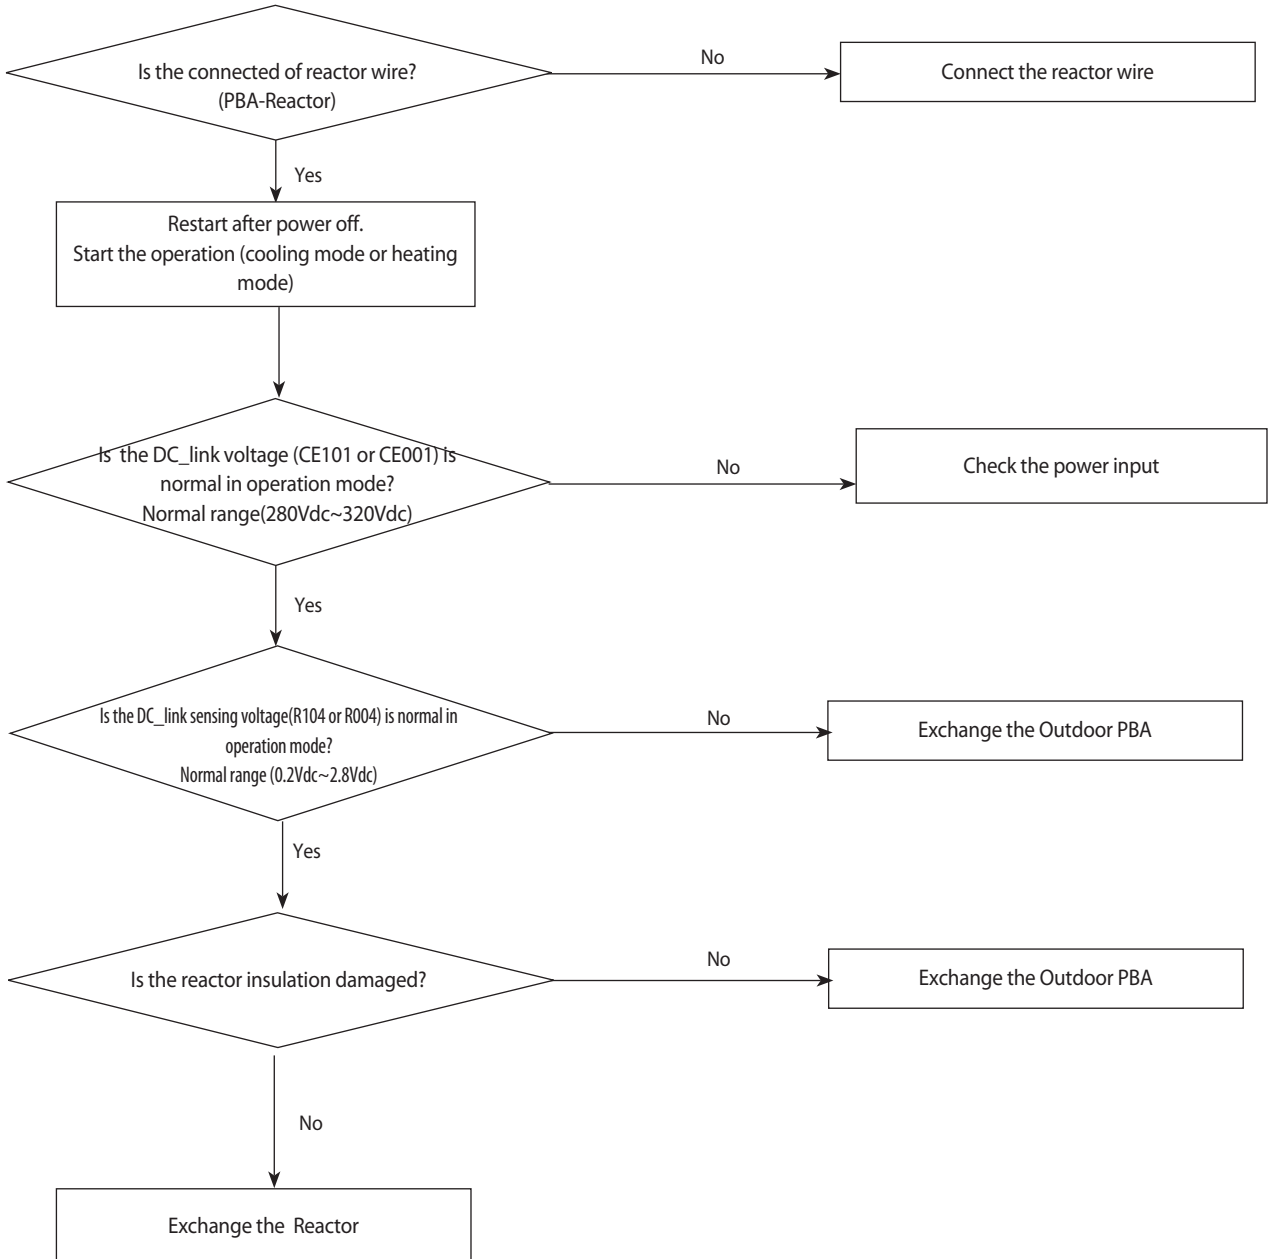 Is the connected of reactor wire?
(PBA-Reactor)
No
Connect the reactor wire
Yes
Restart after power off.
Start the operation (cooling mode or heating
mode)
Is the DC_link voltage (CE101 or CE001) is
normal in operation mode?
Normal range(280Vdc~320Vdc)
No
Check the power input
Yes
Is the DC_link sensing voltage(R104 or R004) is normal in
operation mode?
Normal range (0.2Vdc~2.8Vdc)
No
Exchange the Outdoor PBA
Yes
Is the reactor insulation damaged?
No
Exchange the Outdoor PBA
No
Exchange the Reactor